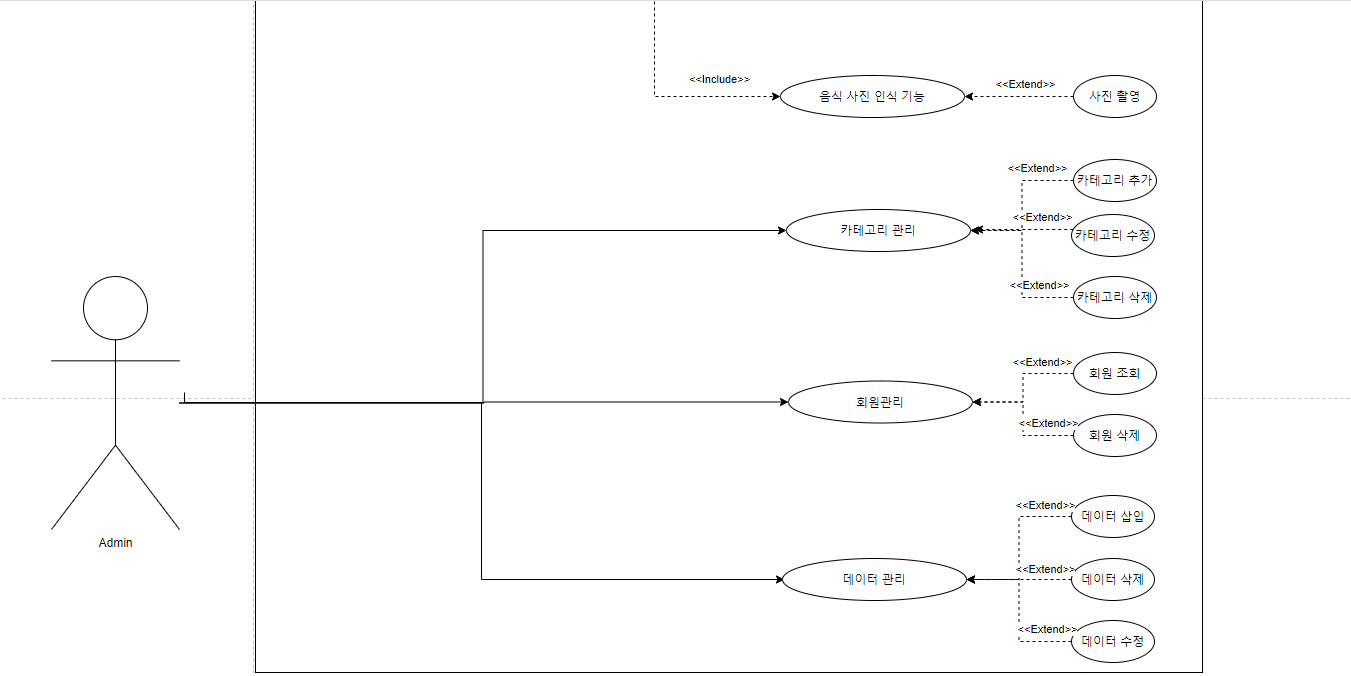 <<Include>>
음식 사진 인식 기능
<<Extend>>
사진 촬영
<<Extend>>
카테고리 추가
카테고리 관리
<<Extend>>
카테고리 수정
<<Extend>>
카테고리 삭제
<<Extend>>
회원 조회
회원관리
<<Extend>>
회원 삭제
<<Extend>>
데이터 삽입
데이터 관리
<<Extend>>
데이터 삭제
<<Extend>>
데이터 수정
Admin